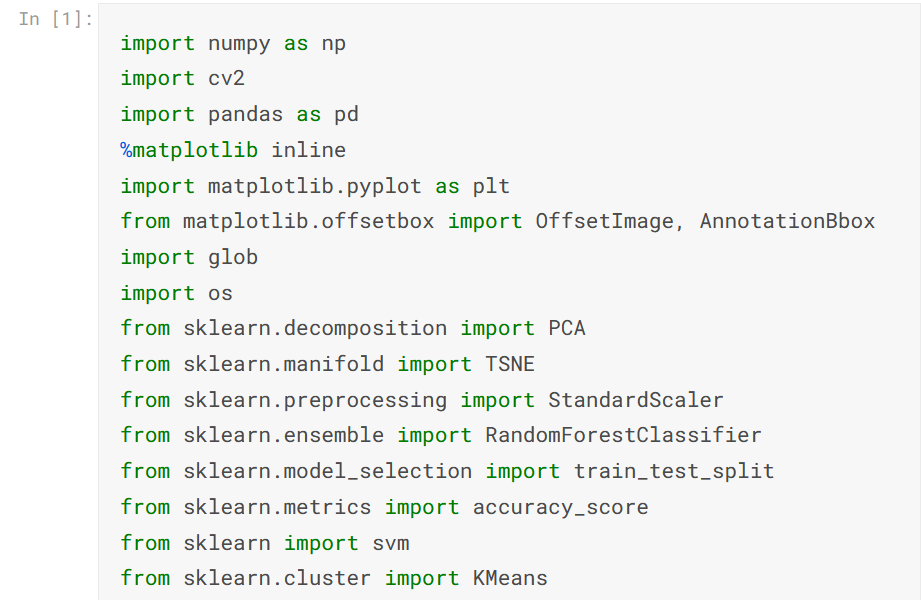 In [1]:
import numpy as np
import cv2
import pandas as pd
%matplotlib inline
import matplotlib.pyplot as plt
from matplotlib.offsetbox import OffsetImage, AnnotationBbox
import glob
import os
from sklearn.decomposition import PCA
from sklearn.manifold import TSNE
from sklearn.preprocessing import StandardScaler
from sklearn.ensemble import RandomForestClassifier
from sklearn.model_selection import train_test_split
from sklearn.metrics import accuracy_score
from sklearn import svm
from sklearn.cluster import KMeans